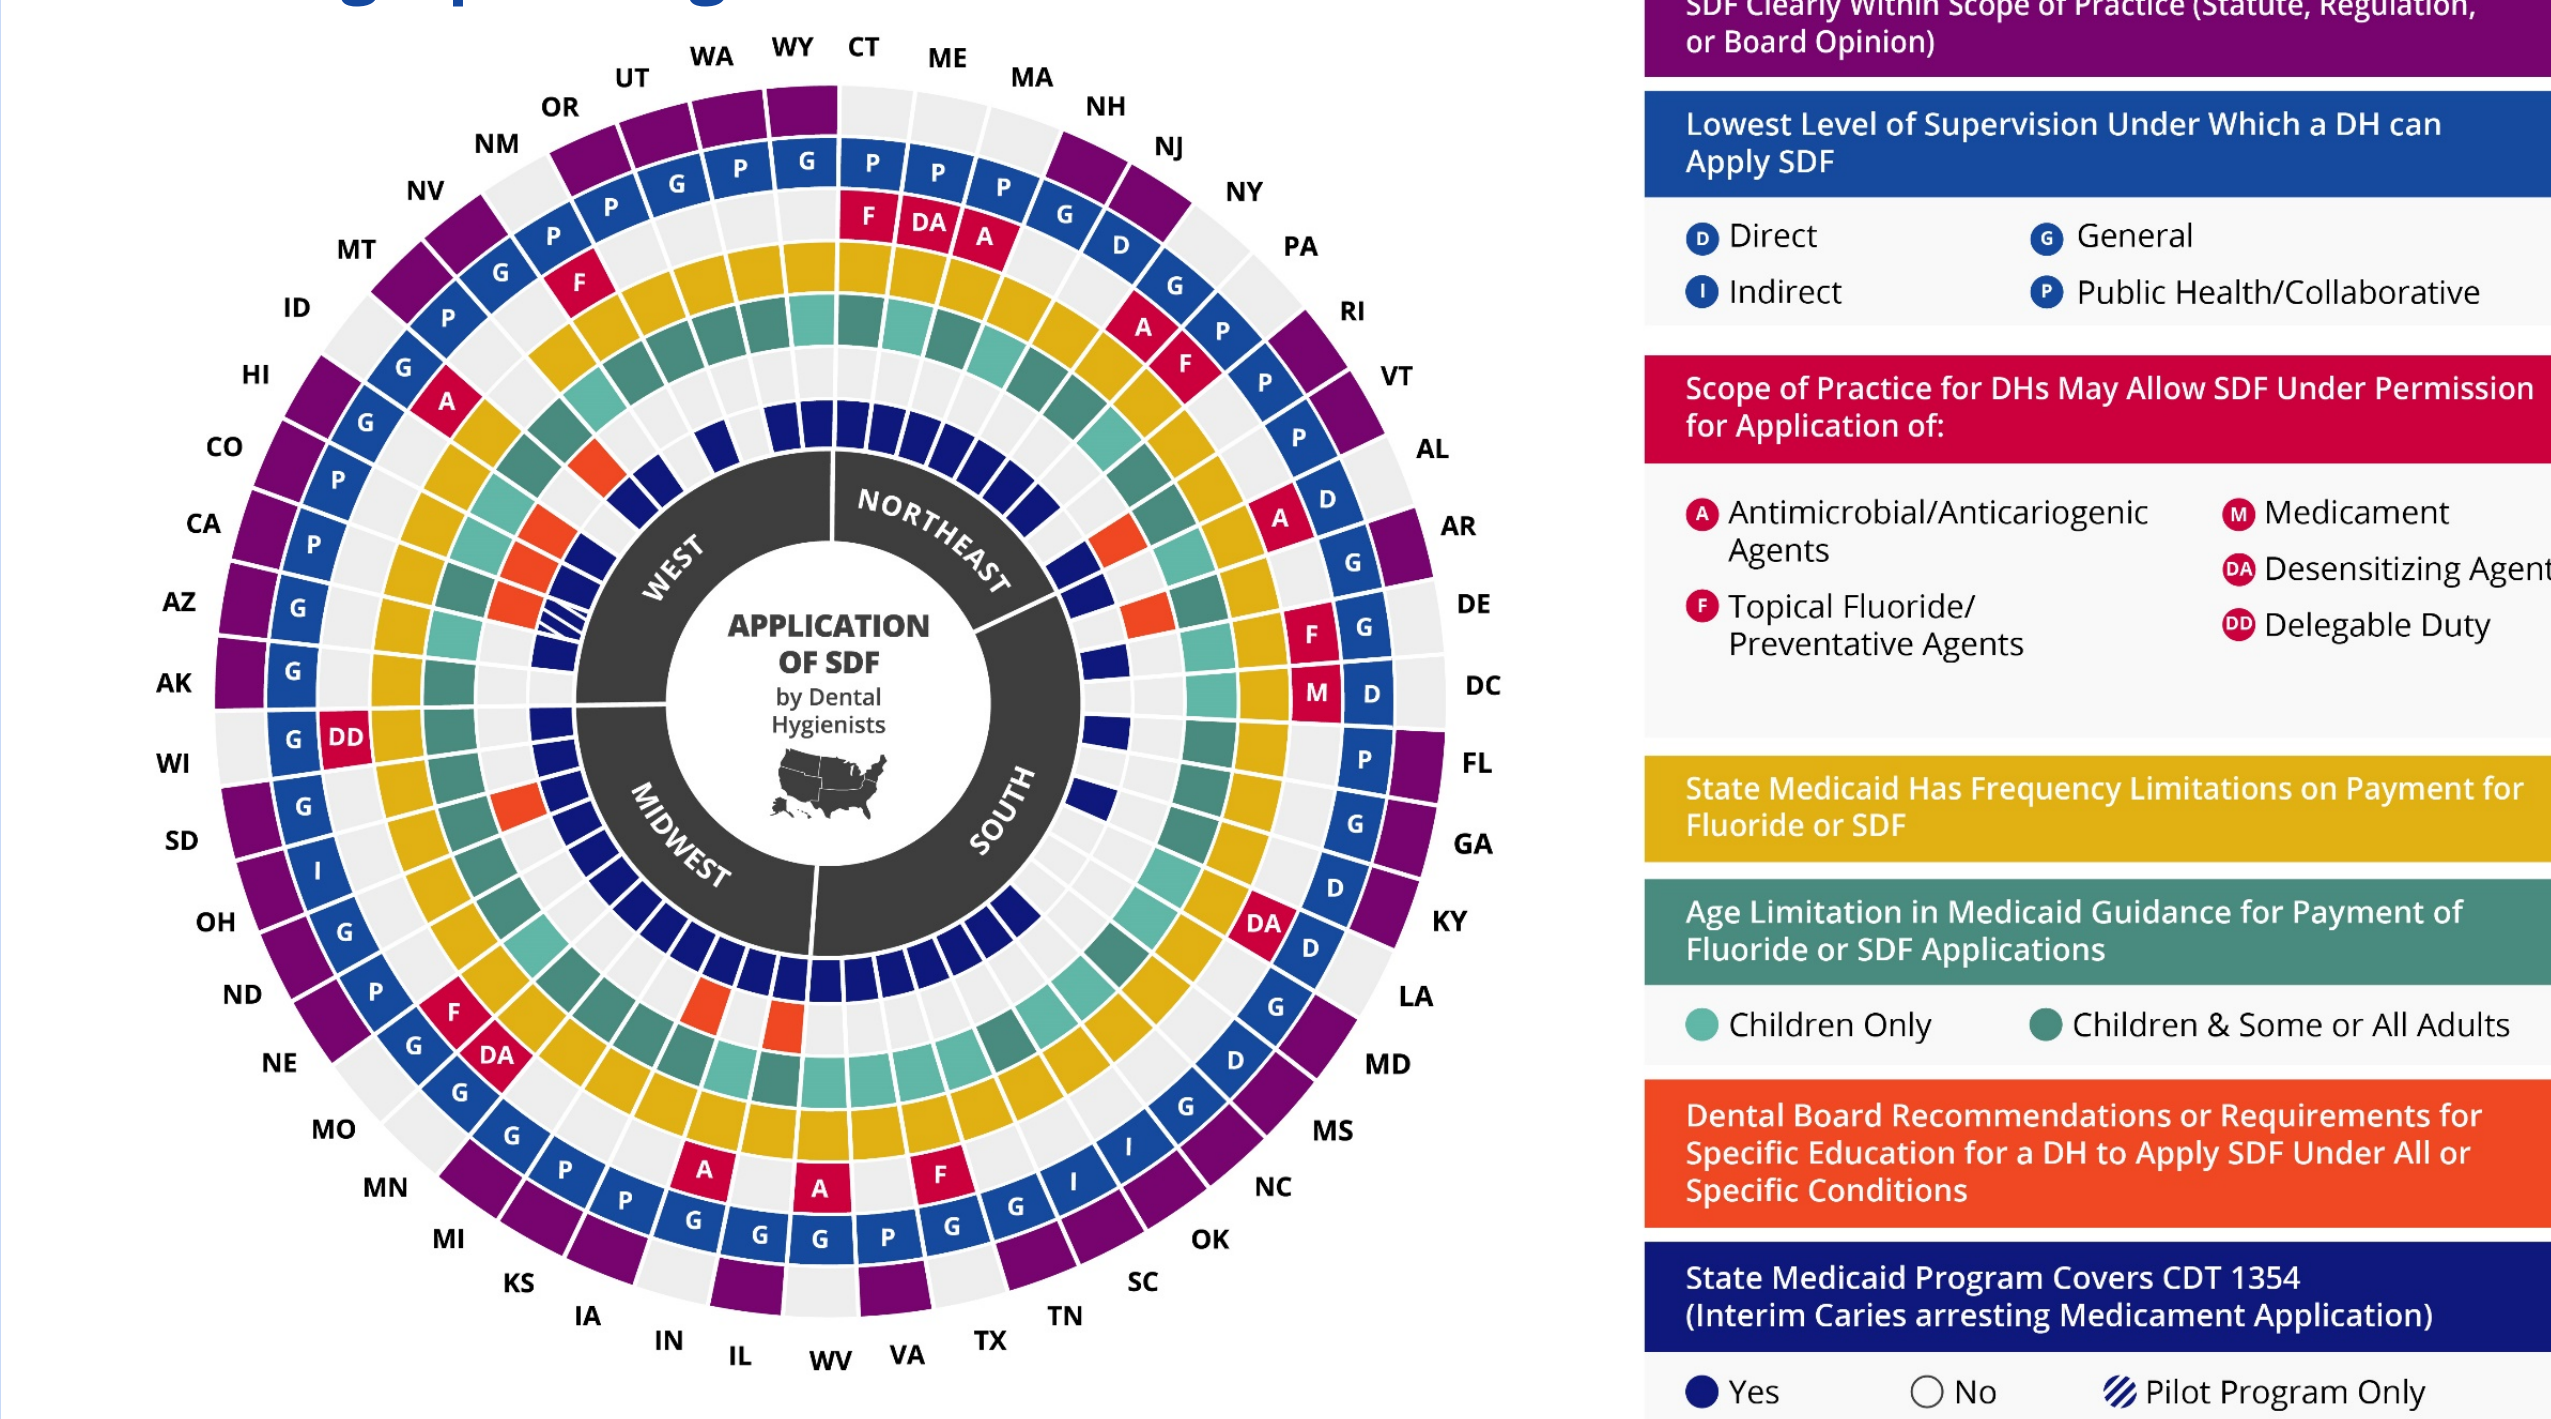 WY
CT
ME
MA
NH
NJ
NY
PA
RI
VT
AL
AR
DE
DC
FL
GA
KY
LA
MD
MS
NC
OK
SC
TN
TX
VA
WV
IL
IN
IA
KS
MI
MN
MO
NE
ND
OH
SD
WI
AK
AZ
CA
CO
HI
ID
MT
NV
NM
OR
UT
WA
G
P
P
P
G
D
G
P
P
P
D
G
G
D
P
G
D
D
G
D
G
I
I
G
G
P
G
G
G
P
P
G
G
G
P
G
I
G
G
G
G
P
P
G
G
P
G
P
P
G
P
F
DA
A
A
F
A
F
M
DA
F
A
A
DA
F
DD
A
F
NORTHEAST
SOUTH
MIDWEST
WEST
APPLICATION
OF SDF
by Dental
Hygienists
SDF Clearly Within Scope of Practice (Statute, Regulation,
or Board Opinion)
Lowest Level of Supervision Under Which a DH can
Apply SDF
D Direct
G General
I Indirect
P Public Health/Collaborative
Scope of Practice for DHs May Allow SDF Under Permission
for Application of:
A Antimicrobial/Anticariogenic
Agents
F Topical Fluoride/
Preventative Agents
M Medicament
DA Desensitizing Agent
DD Delegable Duty
State Medicaid Has Frequency Limitations on Payment for
Fluoride or SDF
Age Limitation in Medicaid Guidance for Payment of
Fluoride or SDF Applications
Children Only
Children & Some or All Adults
Dental Board Recommendations or Requirements for
Specific Education for a DH to Apply SDF Under All or
Specific Conditions
State Medicaid Program Covers CDT 1354
(Interim Caries arresting Medicament Application)
Yes
No
Pilot Program Only